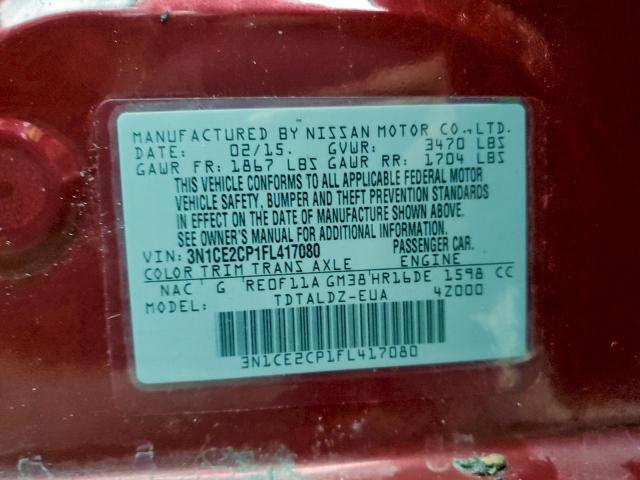 MANUFACTURED BY NISSAN MOTOR CO.,LTD.
DATE: 02/15. GVWR: 3470 LBS
GAWR FR: 1867 LBS GAWR RR: 1704 LBS
THIS VEHICLE CONFORMS TO ALL APPLICABLE FEDERAL MOTOR
VEHICLE SAFETY, BUMPER AND THEFT PREVENTION STANDARDS
IN EFFECT ON THE DATE OF MANUFACTURED SHOWN ABOVE.
SEE OWNER'S MANUAL FOR ADDITIONAL INFORMATION.
VIN: 3N1CE2CP1FL417080 PASSENGER CAR.
COLOR TRIM TRANS AXLE ENGINE
NAC G RE0F11A GM38 HR16DE 1598 CC
MODEL: TDTALDZ-EUA 4Z000
3N1CE2CP1FL417080